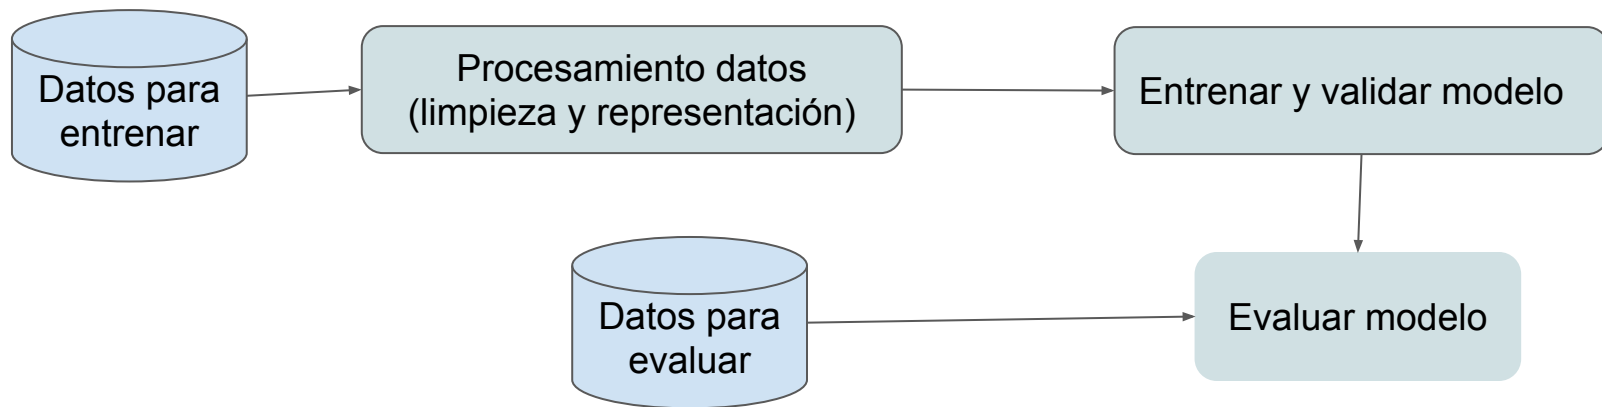 Datos para
entrenar
Procesamiento datos
(limpieza y representación)
Entrenar y validar modelo
Datos para
evaluar
Evaluar modelo